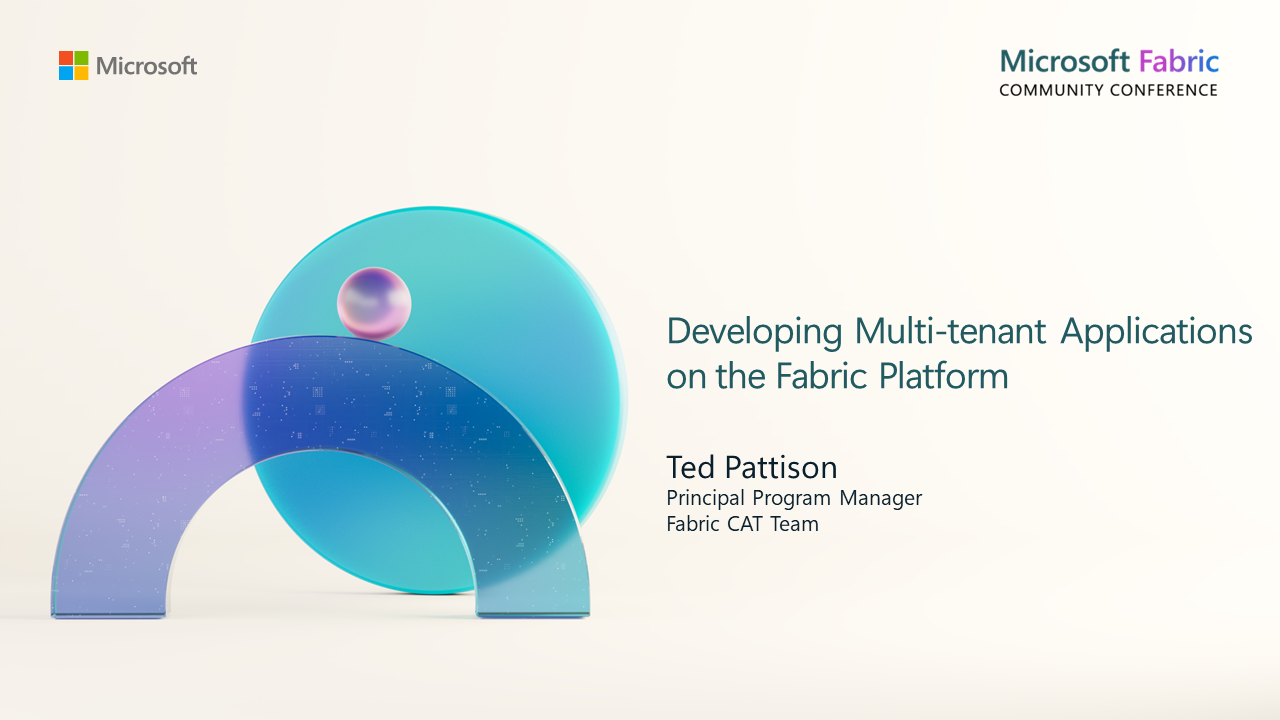 Microsoft
Microsoft Fabric
COMMUNITY CONFERENCE
Developing Multi-tenant Applications
on the Fabric Platform
Ted Pattison
Principal Program Manager
Fabric CAT Team